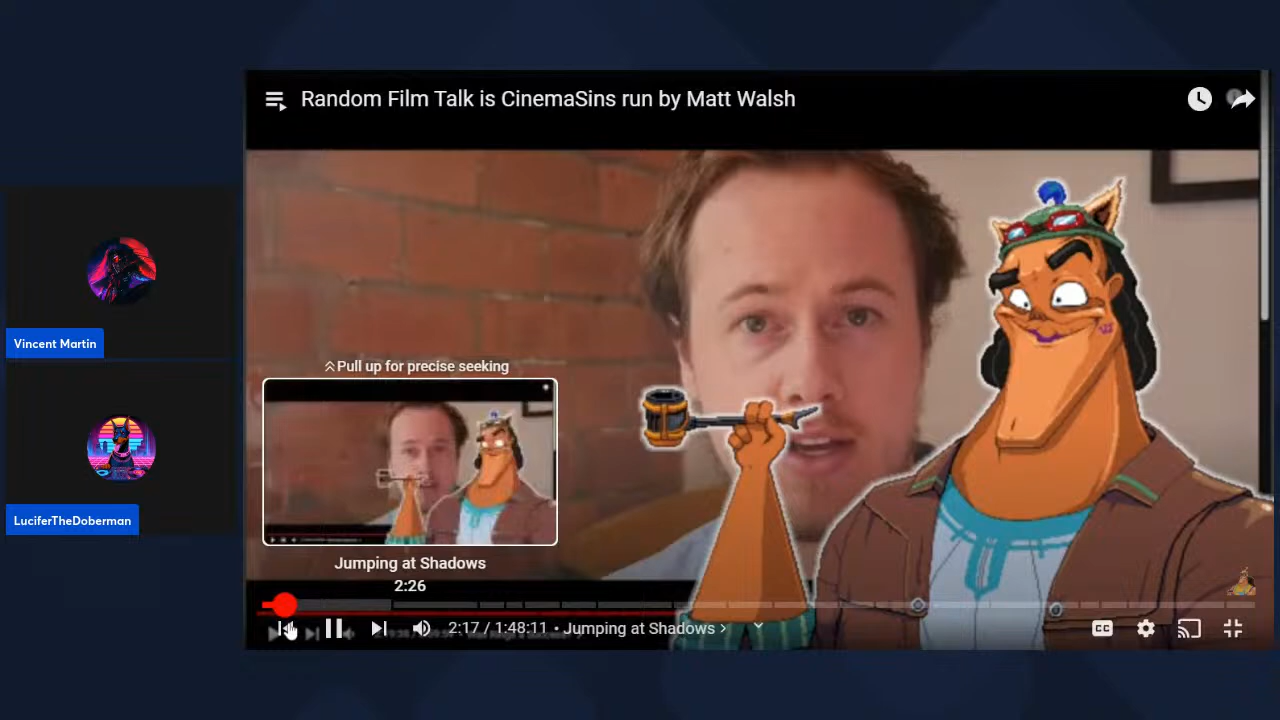 Random Film Talk is CinemaSins run by Matt Walsh
Vincent Martin
Pull up for precise seeking
LuciferTheDoberman
Jumping at Shadows
2:26
2:17 / 1:48:11 • Jumping at Shadows
CC